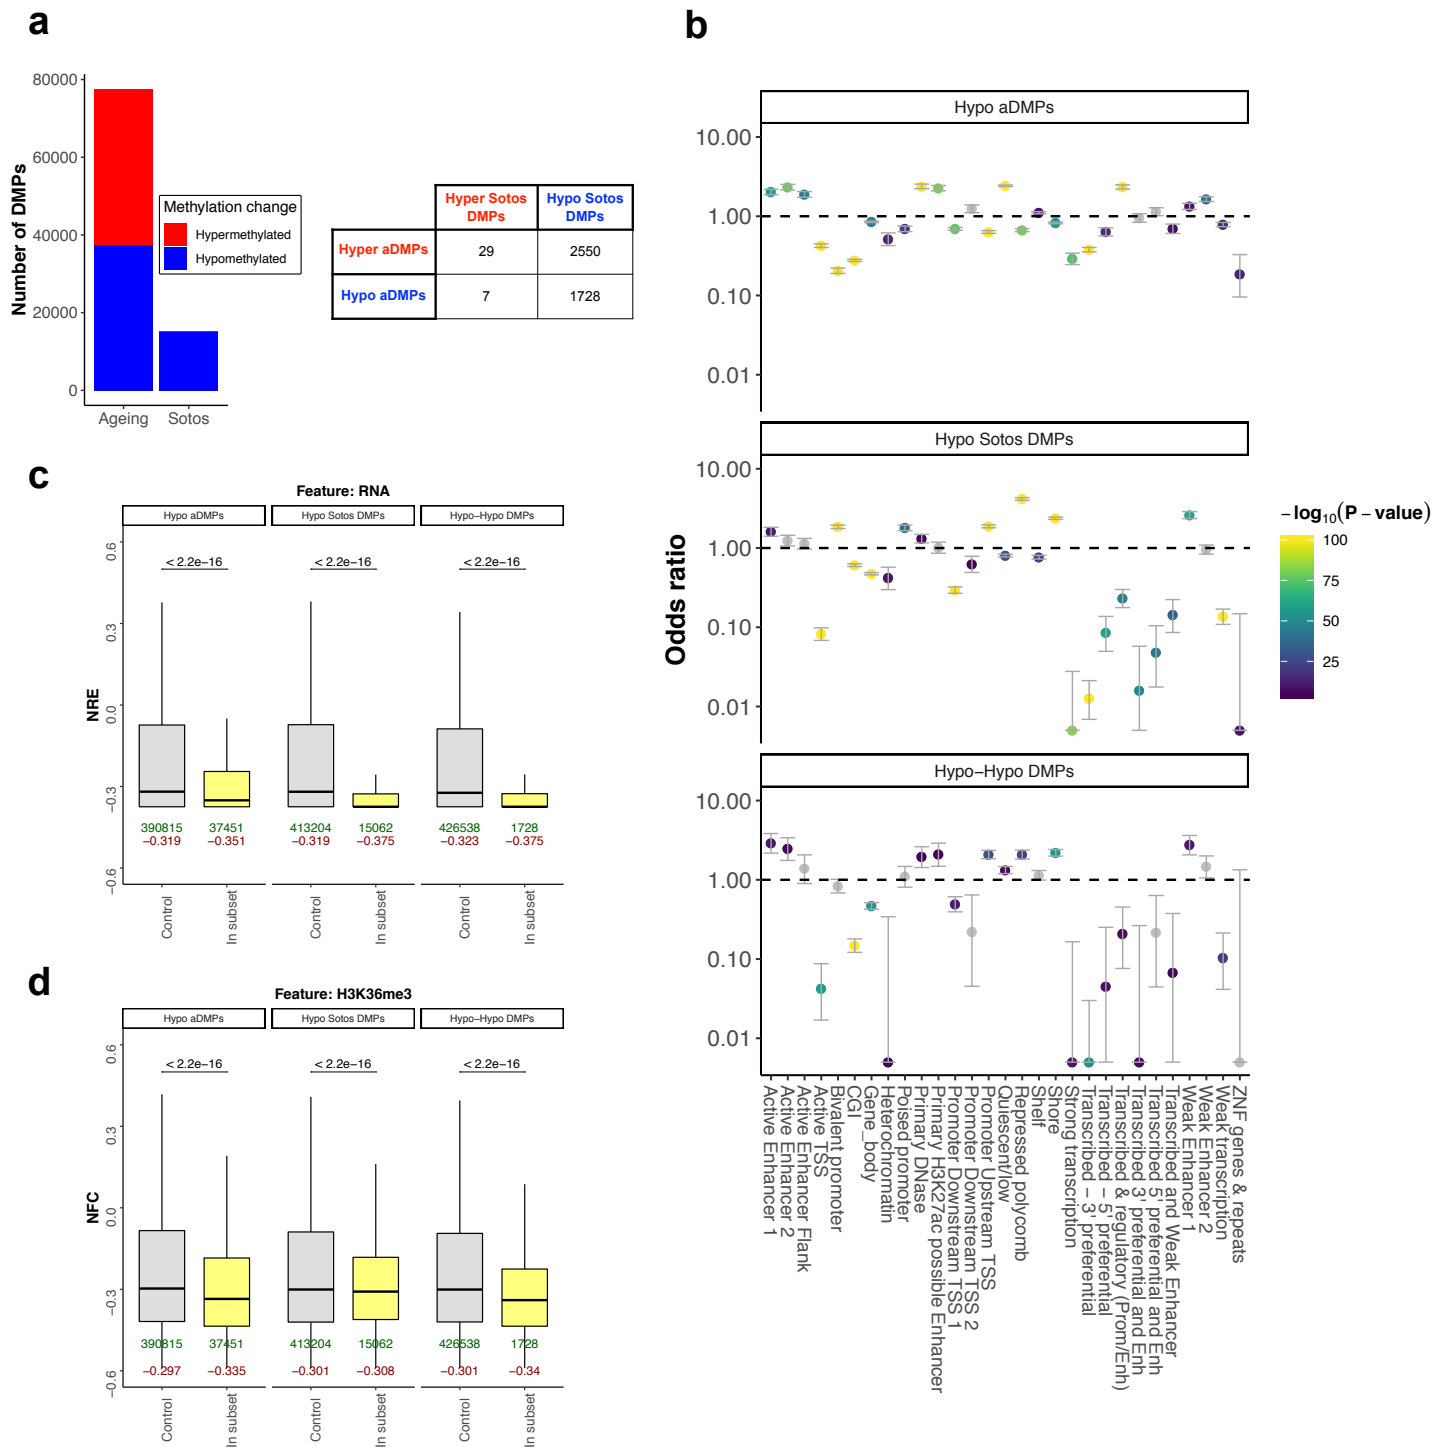 a
80000
60000
40000
20000
0
Number of DMPs
Ageing
Sotos
Methylation change
Hypermethylated
Hypomethylated
Hyper Sotos DMPs
Hypo Sotos DMPs
Hyper aDMPs
29
2550
Hypo aDMPs
7
1728
b
Hypo aDMPs
10.00
1.00
0.10
0.01
Hypo Sotos DMPs
10.00
1.00
0.10
0.01
Hypo−Hypo DMPs
10.00
1.00
0.10
0.01
Odds ratio
Active Enhancer 1
Active Enhancer 2
Active Enhancer Flank
Active TSS
Bivalent promoter
CGI
Gene_body
Heterochromatin
Poised promoter
Primary DNase
Primary H3K27ac possible Enhancer
Promoter Downstream TSS 1
Promoter Downstream TSS 2
Promoter Upstream TSS
Quiescent/low
Repressed polycomb
Shelf
Shore
Strong transcription
Transcribed − 3' preferential
Transcribed − 5' preferential
Transcribed & regulatory (Prom/Enh)
Transcribed 3' preferential and Enh
Transcribed 5' preferential and Enh
Transcribed and Weak Enhancer
Weak Enhancer 1
Weak Enhancer 2
Weak transcription
ZNF genes & repeats
−log10(P−value)
100
75
50
25
c
Feature: RNA
Hypo aDMPs
Hypo Sotos DMPs
Hypo−Hypo DMPs
0.6
0.3
0.0
−0.3
−0.6
NRE
< 2.2e−16
< 2.2e−16
< 2.2e−16
390815
37451
413204
15062
426538
1728
−0.319
−0.351
−0.319
−0.375
−0.323
−0.375
Control
In subset
Control
In subset
Control
In subset
d
Feature: H3K36me3
Hypo aDMPs
Hypo Sotos DMPs
Hypo−Hypo DMPs
0.6
0.3
0.0
−0.3
−0.6
NFC
< 2.2e−16
< 2.2e−16
< 2.2e−16
390815
37451
413204
15062
426538
1728
−0.297
−0.335
−0.301
−0.308
−0.301
−0.34
Control
In subset
Control
In subset
Control
In subset